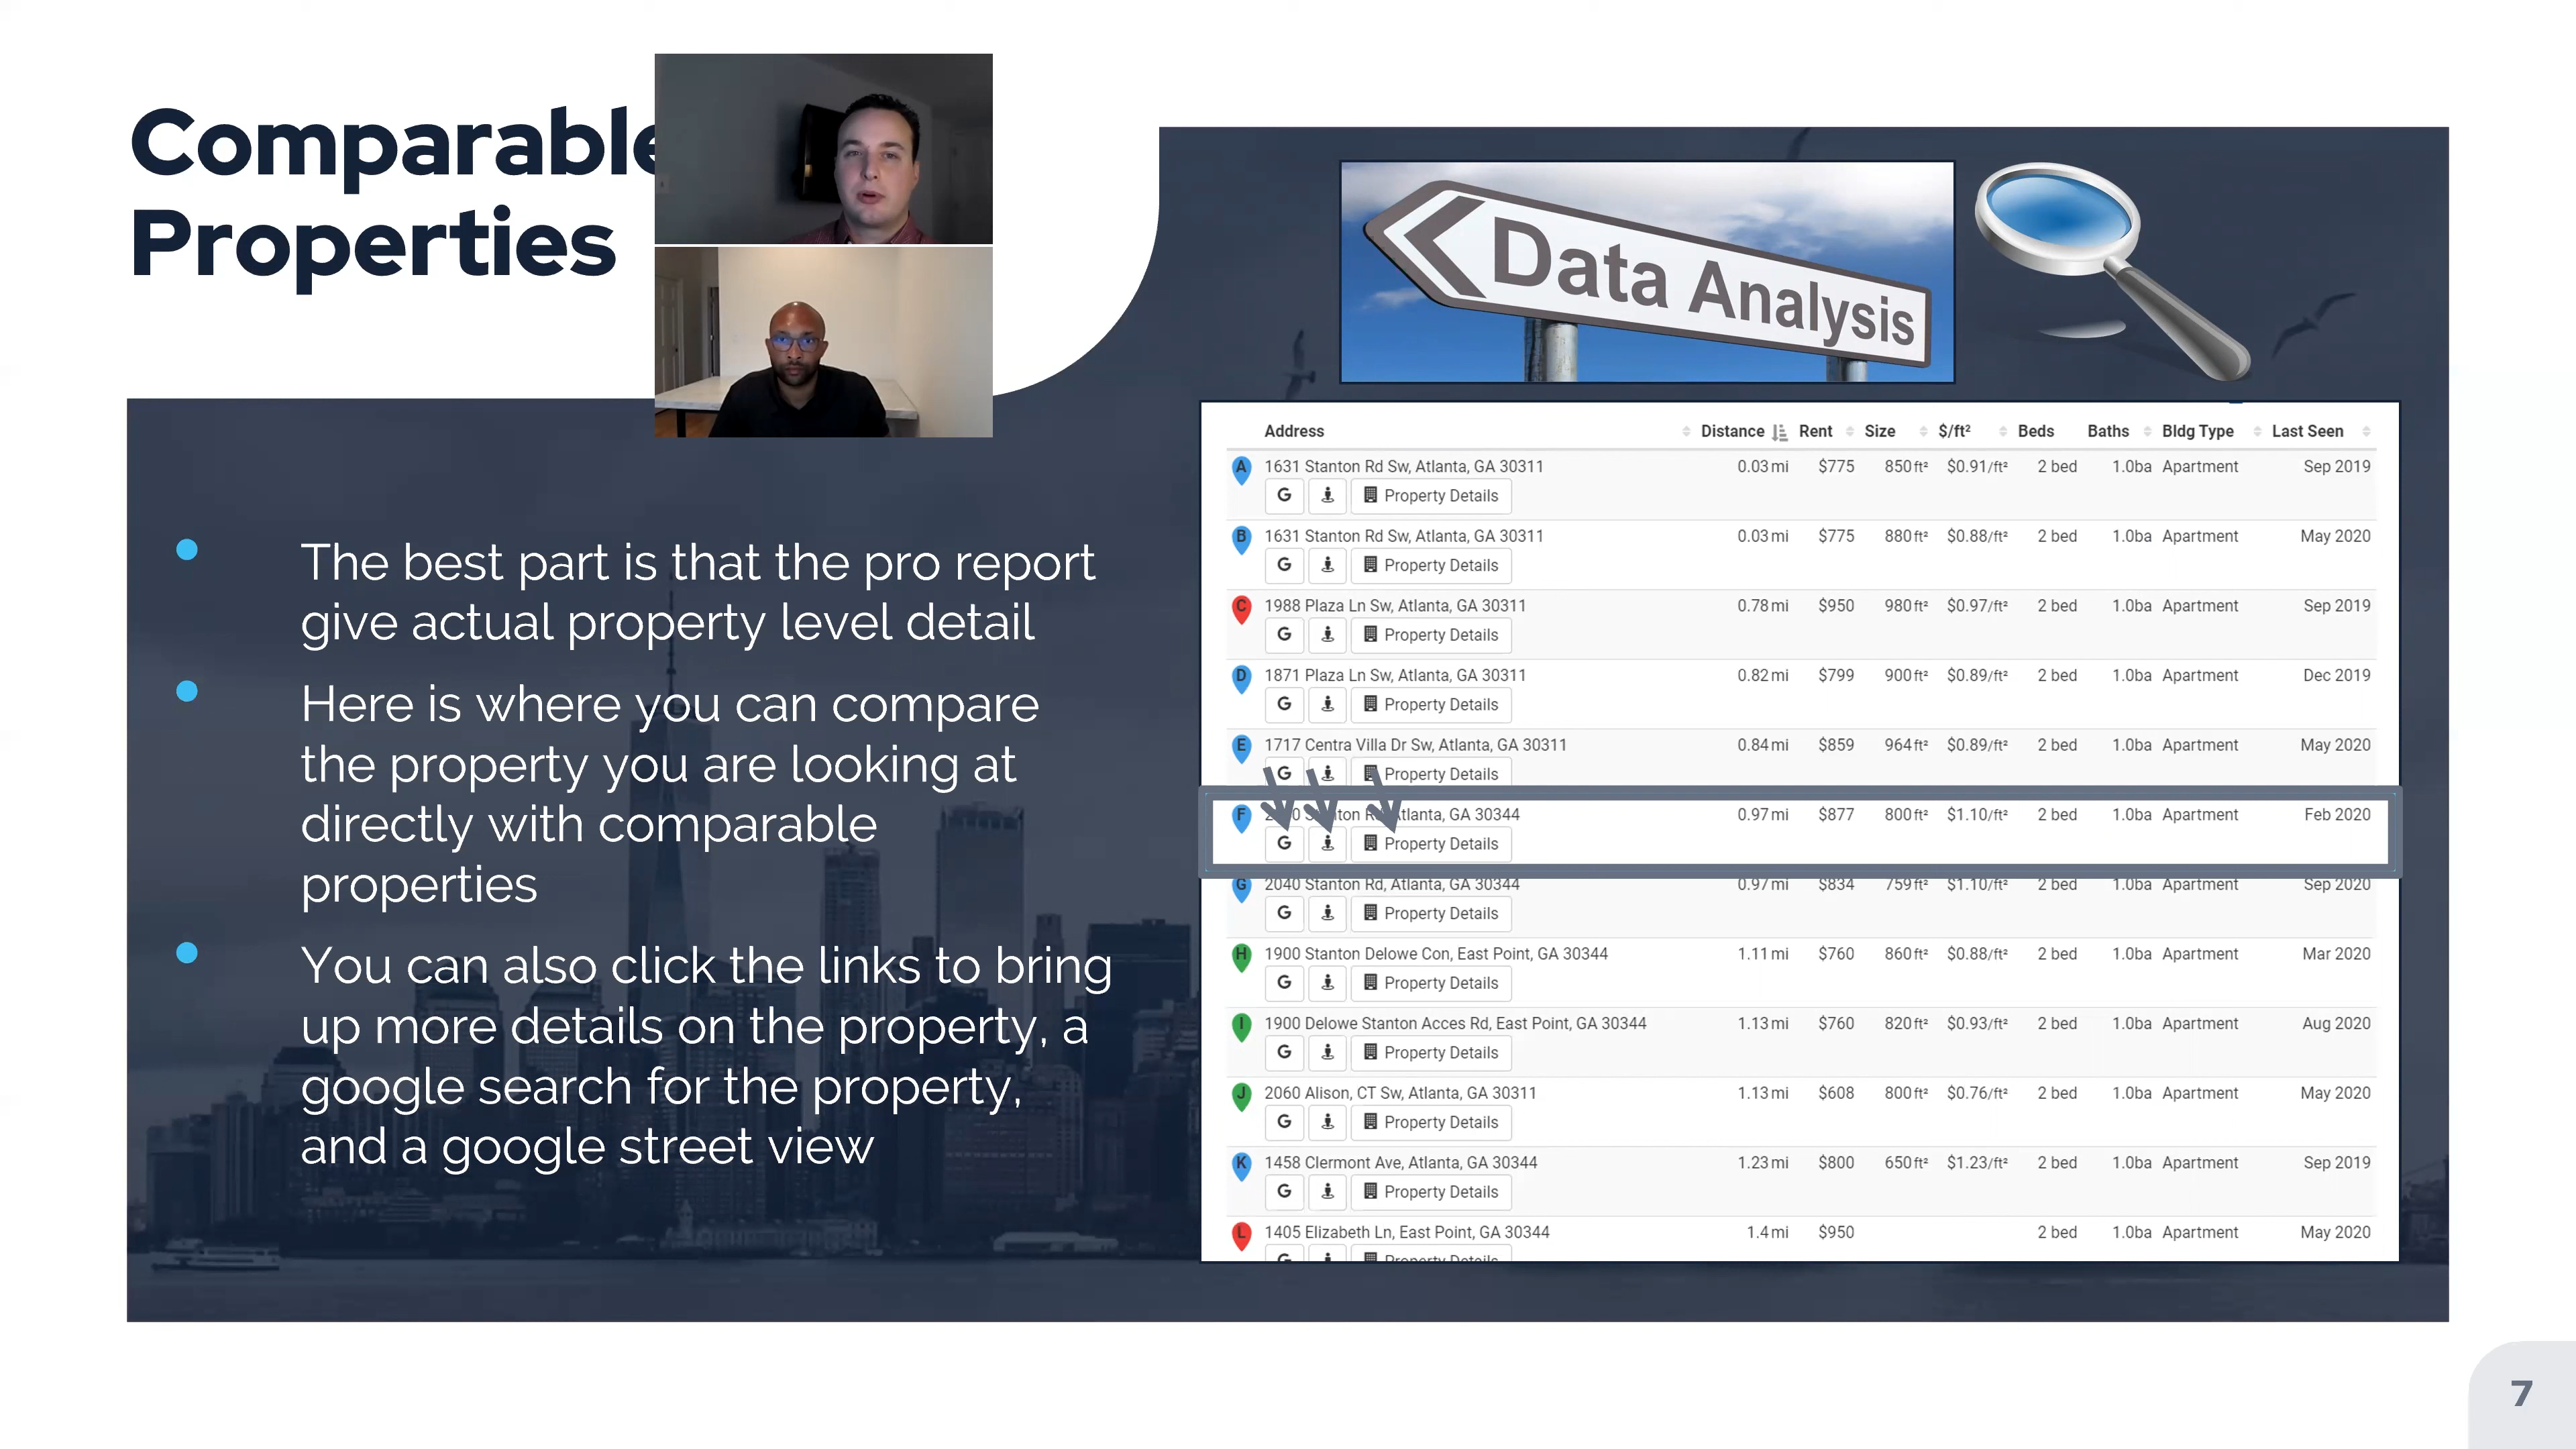 Comparable
Properties
Data Analysis
The best part is that the pro report
give actual property level detail
Here is where you can compare
the property you are looking at
directly with comparable
properties
You can also click the links to bring
up more details on the property, a
google search for the property,
and a google street view
Address Distance Rent Size $/ft² Beds Baths Bldg Type Last Seen
A 1631 Stanton Rd Sw, Atlanta, GA 30311 0.03 mi $775 850 ft² $0.91/ft² 2 bed 1.0ba Apartment Sep 2019
G Property Details
B 1631 Stanton Rd Sw, Atlanta, GA 30311 0.03 mi $775 880 ft² $0.88/ft² 2 bed 1.0ba Apartment May 2020
G Property Details
C 1988 Plaza Ln Sw, Atlanta, GA 30311 0.78 mi $950 980 ft² $0.97/ft² 2 bed 1.0ba Apartment Sep 2019
G Property Details
D 1871 Plaza Ln Sw, Atlanta, GA 30311 0.82 mi $799 900 ft² $0.89/ft² 2 bed 1.0ba Apartment Dec 2019
G Property Details
E 1717 Centra Villa Dr Sw, Atlanta, GA 30311 0.84 mi $859 964 ft² $0.89/ft² 2 bed 1.0ba Apartment May 2020
G Property Details
F Atlanta, GA 30344 0.97 mi $877 800 ft² $1.10/ft² 2 bed 1.0ba Apartment Feb 2020
G Property Details
G 2040 Stanton Rd, Atlanta, GA 30344 0.97 mi $834 759 ft² $1.10/ft² 2 bed 1.0ba Apartment Sep 2020
G Property Details
H 1900 Stanton Delowe Con, East Point, GA 30344 1.11 mi $760 860 ft² $0.88/ft² 2 bed 1.0ba Apartment Mar 2020
G Property Details
I 1900 Delowe Stanton Acces Rd, East Point, GA 30344 1.13 mi $760 820 ft² $0.93/ft² 2 bed 1.0ba Apartment Aug 2020
G Property Details
J 2060 Alison, CT Sw, Atlanta, GA 30311 1.13 mi $608 800 ft² $0.76/ft² 2 bed 1.0ba Apartment May 2020
G Property Details
K 1458 Clermont Ave, Atlanta, GA 30344 1.23 mi $800 650 ft² $1.23/ft² 2 bed 1.0ba Apartment Sep 2019
G Property Details
L 1405 Elizabeth Ln, East Point, GA 30344 1.4 mi $950 2 bed 1.0ba Apartment May 2020
G Property Details
7